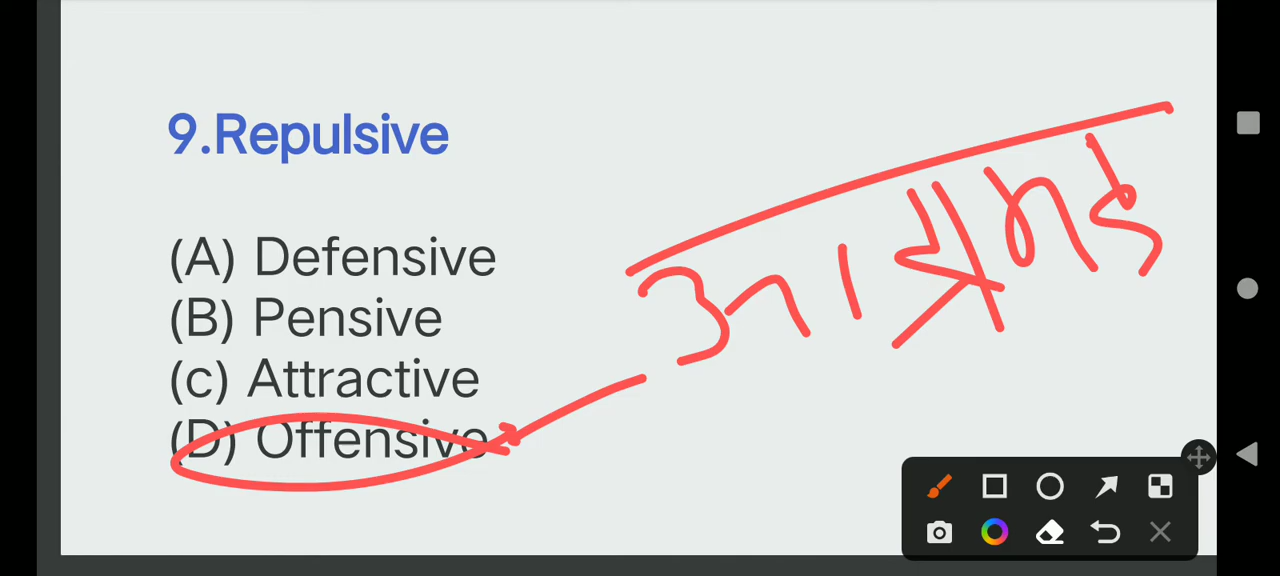 9.Repulsive
(A) Defensive
(B) Pensive
(c) Attractive
(D) Offensive